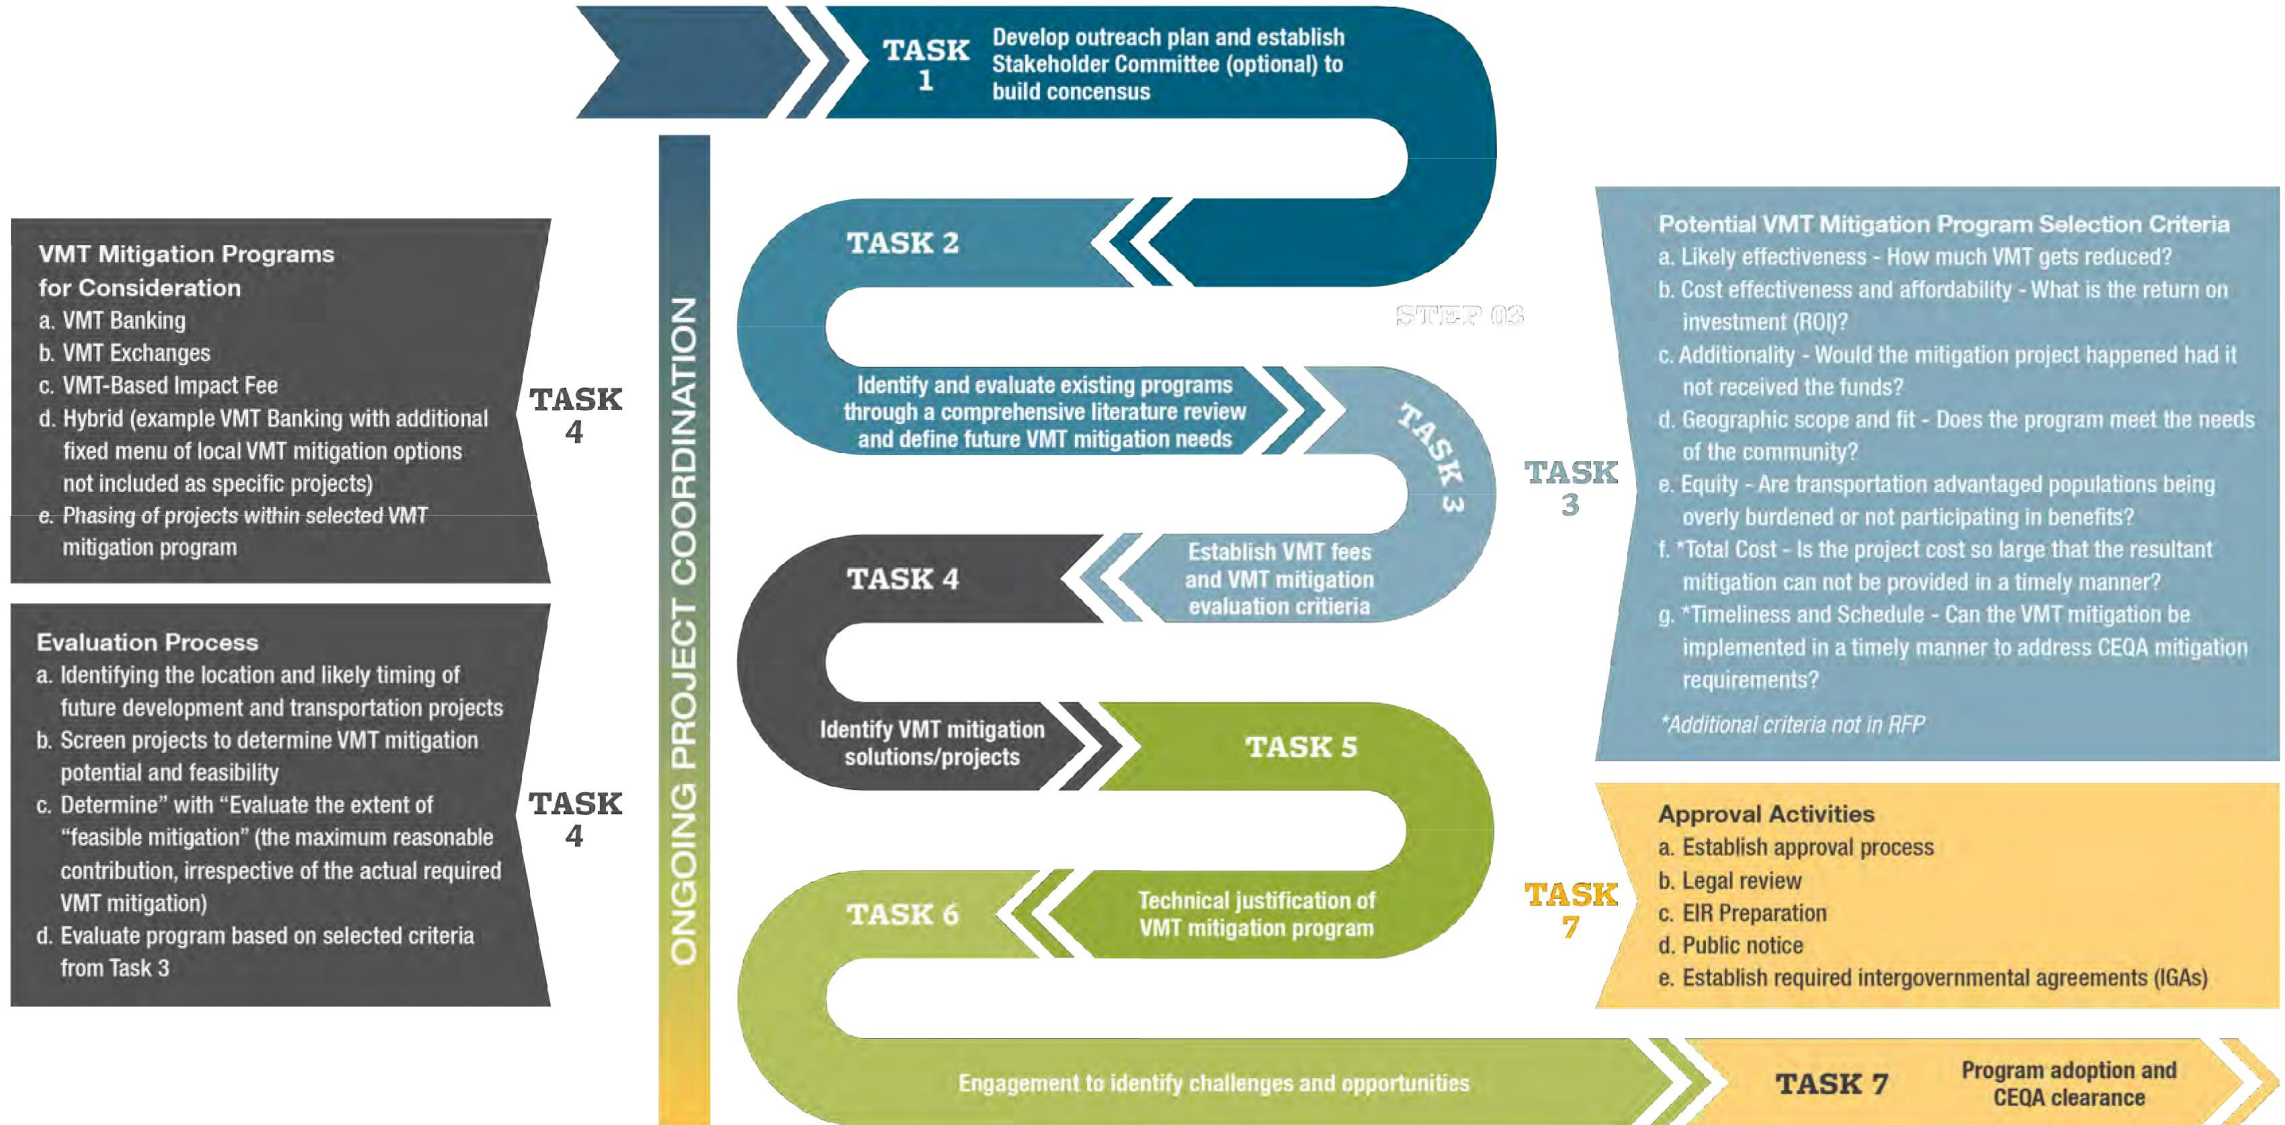 TASK
1
Develop outreach plan and establish
Stakeholder Committee (optional) to
build concensus
TASK 2
Identify and evaluate existing programs
through a comprehensive literature review
and define future VMT mitigation needs
STEP 03
TASK 3
Establish VMT fees
and VMT mitigation
evaluation critieria
TASK 4
Identify VMT mitigation
solutions/projects
TASK 5
Technical justification of
VMT mitigation program
TASK 6
Engagement to identify challenges and opportunities
TASK 7
Program adoption and
CEQA clearance
ONGOING PROJECT COORDINATION
VMT Mitigation Programs
for Consideration
a. VMT Banking
b. VMT Exchanges
c. VMT-Based Impact Fee
d. Hybrid (example VMT Banking with additional
fixed menu of local VMT mitigation options
not included as specific projects)
e. Phasing of projects within selected VMT
mitigation program
TASK
4
Evaluation Process
a. Identifying the location and likely timing of
future development and transportation projects
b. Screen projects to determine VMT mitigation
potential and feasibility
c. Determine” with “Evaluate the extent of
“feasible mitigation” (the maximum reasonable
contribution, irrespective of the actual required
VMT mitigation)
d. Evaluate program based on selected criteria
from Task 3
TASK
4
TASK
3
Potential VMT Mitigation Program Selection Criteria
a. Likely effectiveness - How much VMT gets reduced?
b. Cost effectiveness and affordability - What is the return on
investment (ROI)?
c. Additionality - Would the mitigation project happened had it
not received the funds?
d. Geographic scope and fit - Does the program meet the needs
of the community?
e. Equity - Are transportation advantaged populations being
overly burdened or not participating in benefits?
f. *Total Cost - Is the project cost so large that the resultant
mitigation can not be provided in a timely manner?
g. *Timeliness and Schedule - Can the VMT mitigation be
implemented in a timely manner to address CEQA mitigation
requirements?
*Additional criteria not in RFP
TASK
7
Approval Activities
a. Establish approval process
b. Legal review
c. EIR Preparation
d. Public notice
e. Establish required intergovernmental agreements (IGAs)